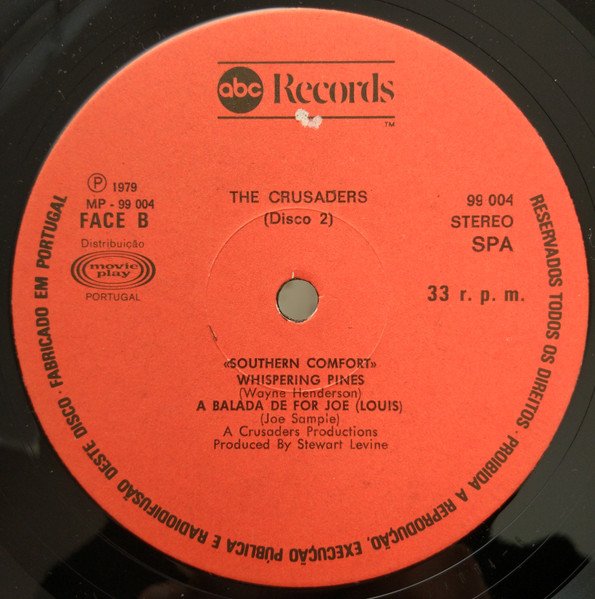 abc Records
TM
Ⓟ 1979
MP - 99 004
FACE B
Distribuição
movie play
PORTUGAL
THE CRUSADERS
(Disco 2)
99 004
STEREO
SPA
33 r. p. m.
«SOUTHERN COMFORT»
WHISPERING PINES
(Wayne Henderson)
A BALADA DE FOR JOE (LOUIS)
(Joe Sample)
A Crusaders Productions
Produced By Stewart Levine
RESERVADOS TODOS OS DIREITOS · PROIBIDA A REPRODUÇÃO, EXECUÇÃO PÚBLICA E RADIODIFUSÃO DESTE DISCO · FABRICADO EM PORTUGAL